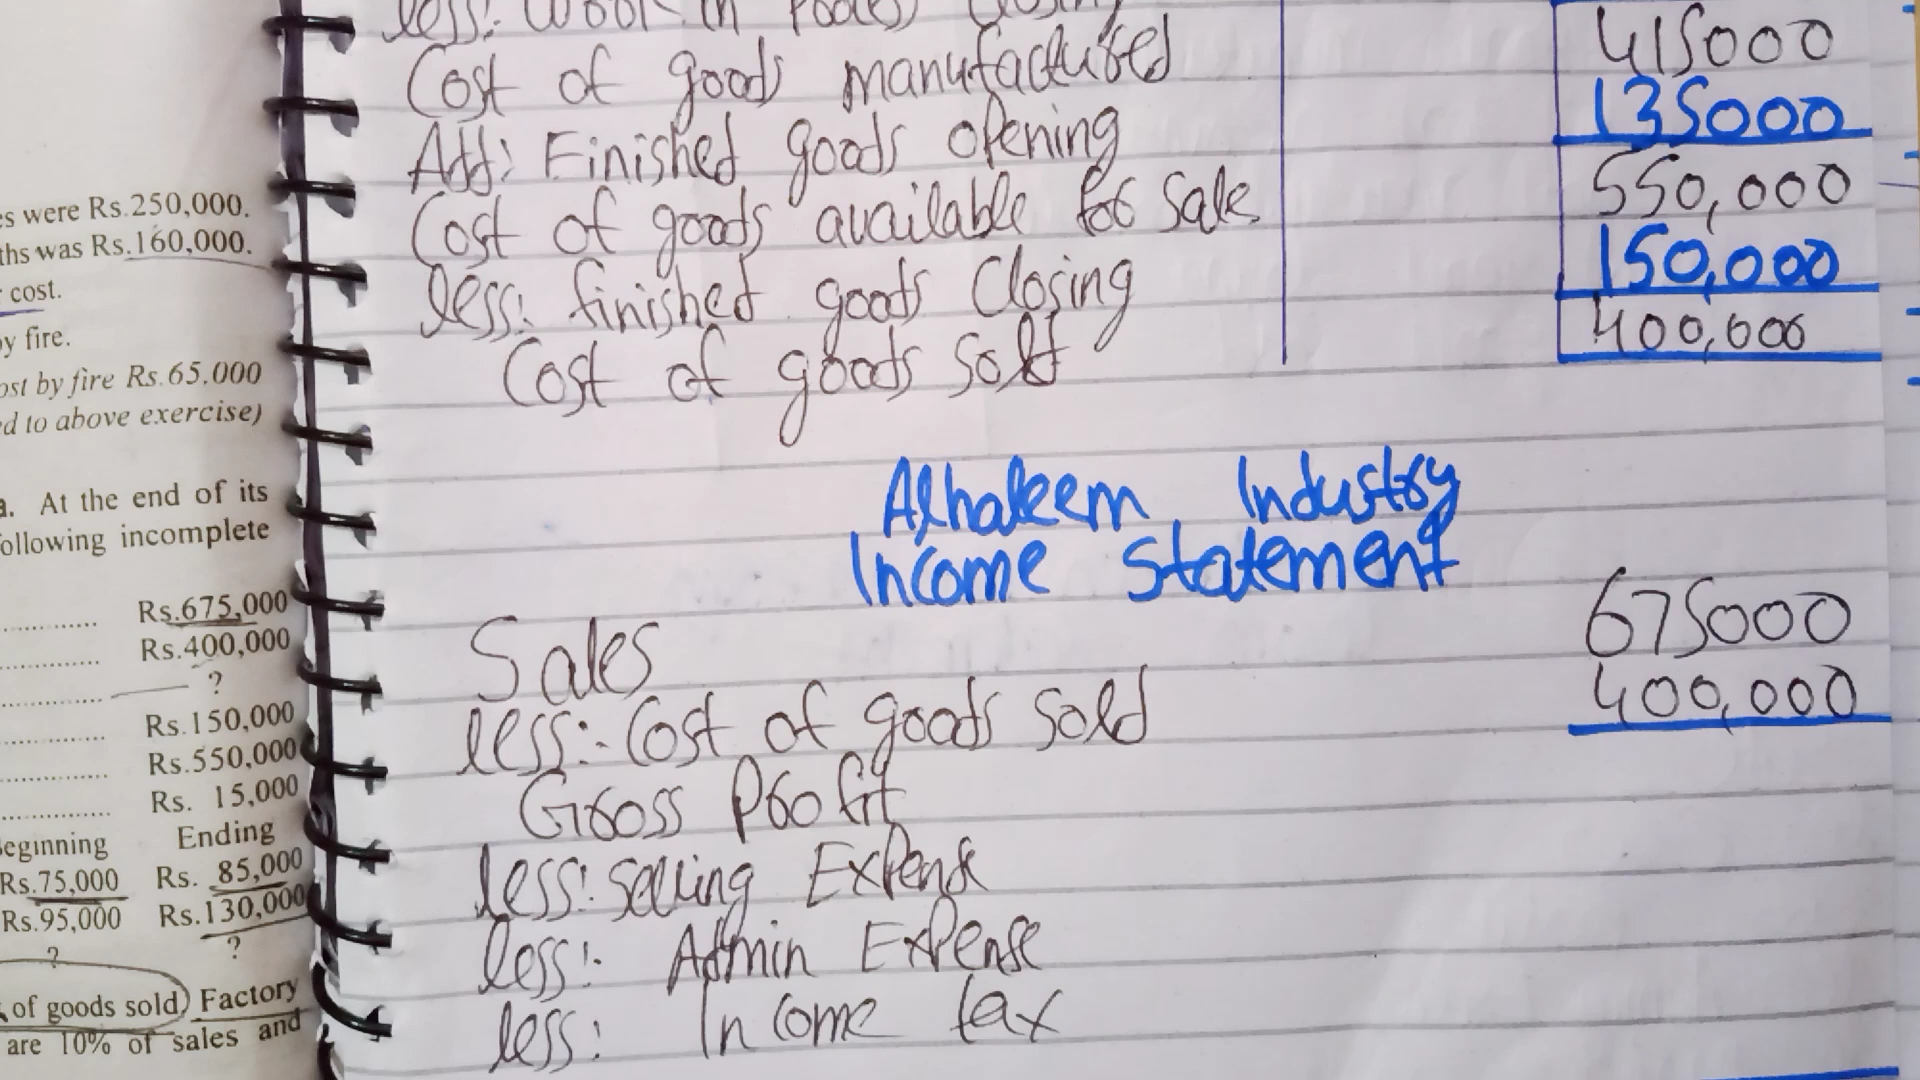 es were Rs.250,000.
ths was Rs.160,000.
cost.
by fire.
ost by fire Rs.65.000
ed to above exercise)
a. At the end of its
ollowing incomplete
Rs.675,000
Rs.400,000
?
Rs.150,000
Rs.550,000
Rs. 15,000
eginning Ending
Rs.75,000 Rs. 85,000
Rs.95,000 Rs.130,000
? ?
of goods sold) Factory
are 10% of sales and
less: Work in
Cost of goods manufactured 415000
Add: Finished goods opening 135000
Cost of goods available for sale 550,000
less: finished goods Closing 150,000
Cost of goods sold 400,000
Alhaleem Industry
Income Statement
Sales 675000
less:- Cost of goods sold 400,000
Gross Profit
less: selling Expense
less: Admin Expense
less: Income tax